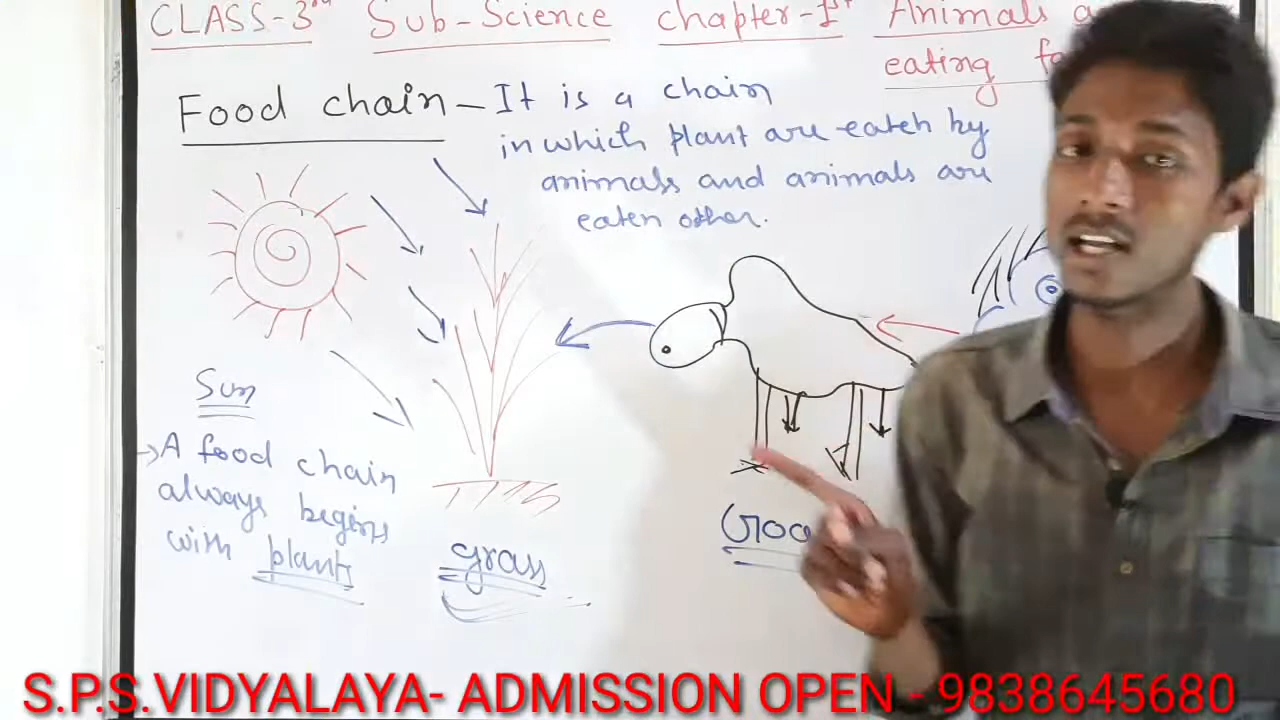 CLASS-3rd Sub-Science chapter-1st Animals
eating
Food chain - It is a chain
in which plant are eaten by
animals and animals are
eaten other.
Sun
→ A food chain
always begins
with plants
grass
Goa
S.P.S.VIDYALAYA- ADMISSION OPEN - 9838645680